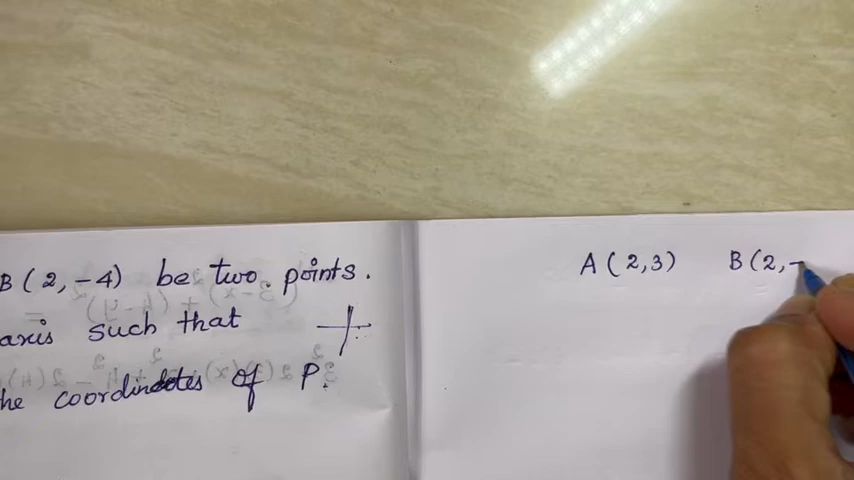 B (2, -4) be two points.
axis such that
the coordinates of P.
A (2,3) B (2,-